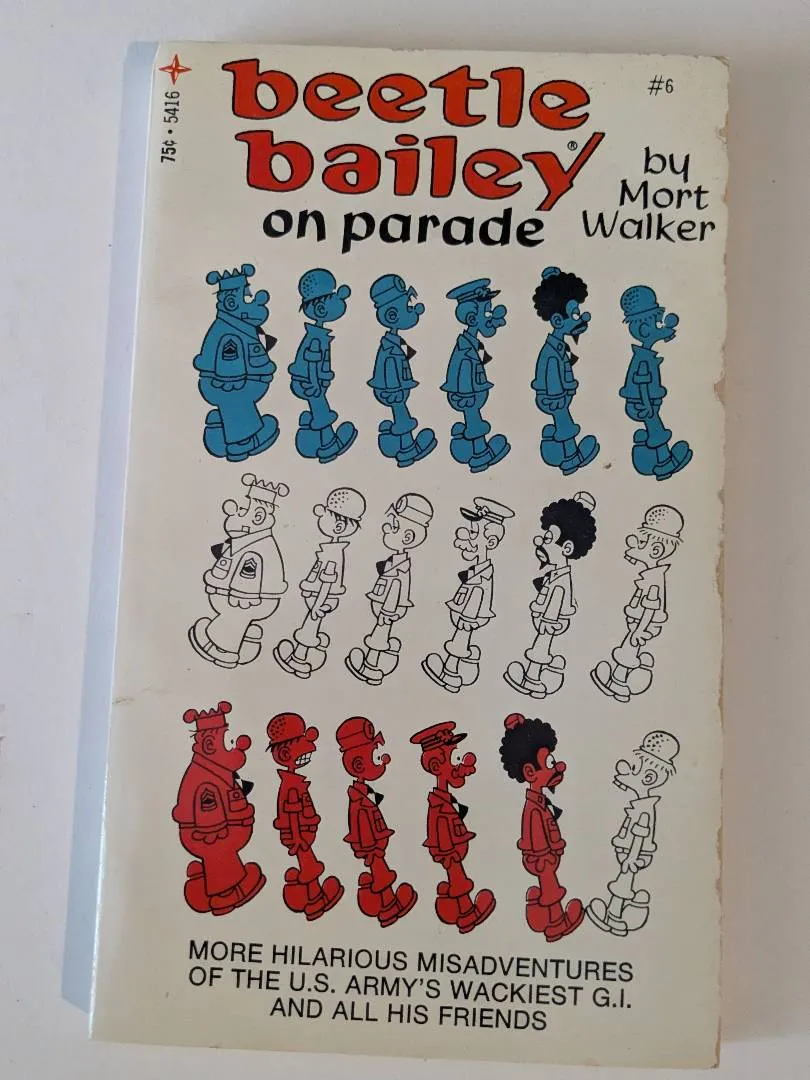 75¢ • 5416
beetle
bailey®
on parade
#6
by
Mort
Walker
MORE HILARIOUS MISADVENTURES
OF THE U.S. ARMY'S WACKIEST G.I.
AND ALL HIS FRIENDS